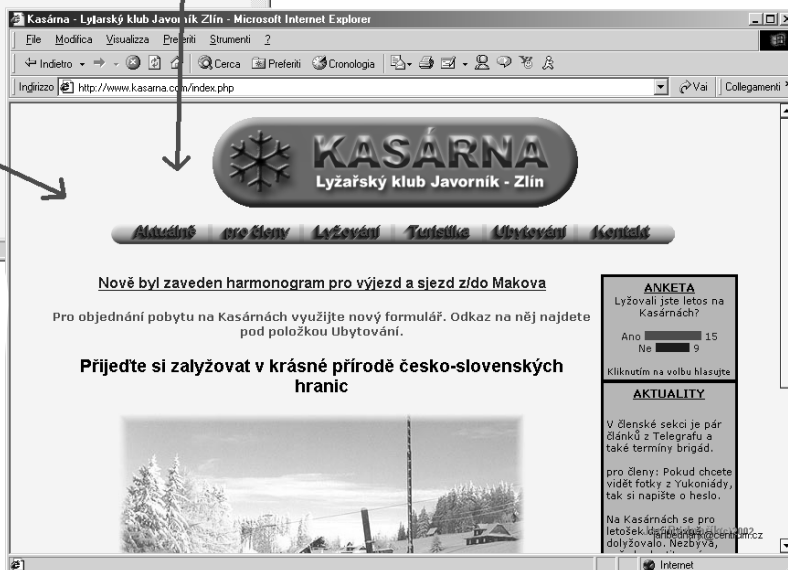 Kasárna - Lyžarský klub Javorník Zlín - Microsoft Internet Explorer
File Modifica Visualizza Preferiti Strumenti ?
Indietro Cerca Preferiti Cronologia
Indirizzo http://www.kasarna.com/index.php Vai Collegamenti
KASÁRNA
Lyžařský klub Javorník - Zlín
Aktuálně pro členy Lyžování Turistika Ubytování Kontakt
Nově byl zaveden harmonogram pro výjezd a sjezd z/do Makova
Pro objednání pobytu na Kasárnách využijte nový formulář. Odkaz na něj najdete
pod položkou Ubytování.
Přijeďte si zalyžovat v krásné přírodě česko-slovenských
hranic
ANKETA
Lyžovali jste letos na
Kasárnách?
Ano 15
Ne 9
Kliknutím na volbu hlasujte
AKTUALITY
V členské sekci je pár
článků z Telegrafu a
také termíny brigád.
pro členy: Pokud chcete
vidět fotky z Yukoniády,
tak si napište o heslo.
Na Kasárnách se pro
letošek
dolyžovalo. Nezbývá,
Internet